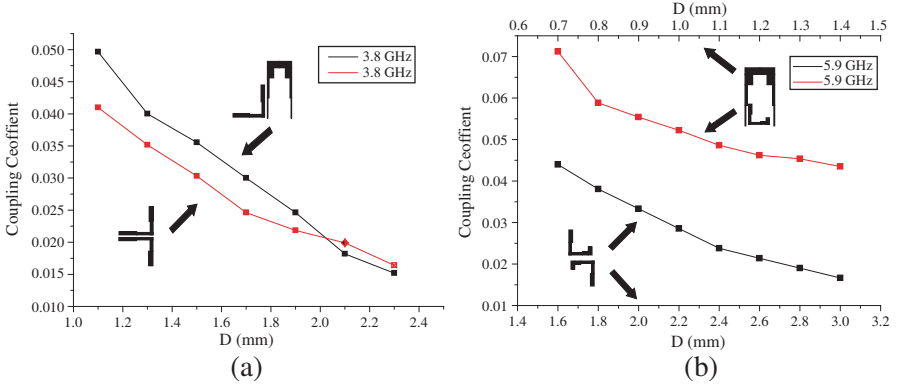 D (mm)
0.6 0.7 0.8 0.9 1.0 1.1 1.2 1.3 1.4 1.5
0.050
0.045
0.040
0.035
0.030
0.025
0.020
0.015
0.010
Coupling Ceoffient
3.8 GHz
3.8 GHz
1.0 1.2 1.4 1.6 1.8 2.0 2.2 2.4
D (mm)
(a)
0.07
0.06
0.05
0.04
0.03
0.02
0.01
Coupling Ceoffient
5.9 GHz
5.9 GHz
1.4 1.6 1.8 2.0 2.2 2.4 2.6 2.8 3.0 3.2
D (mm)
(b)